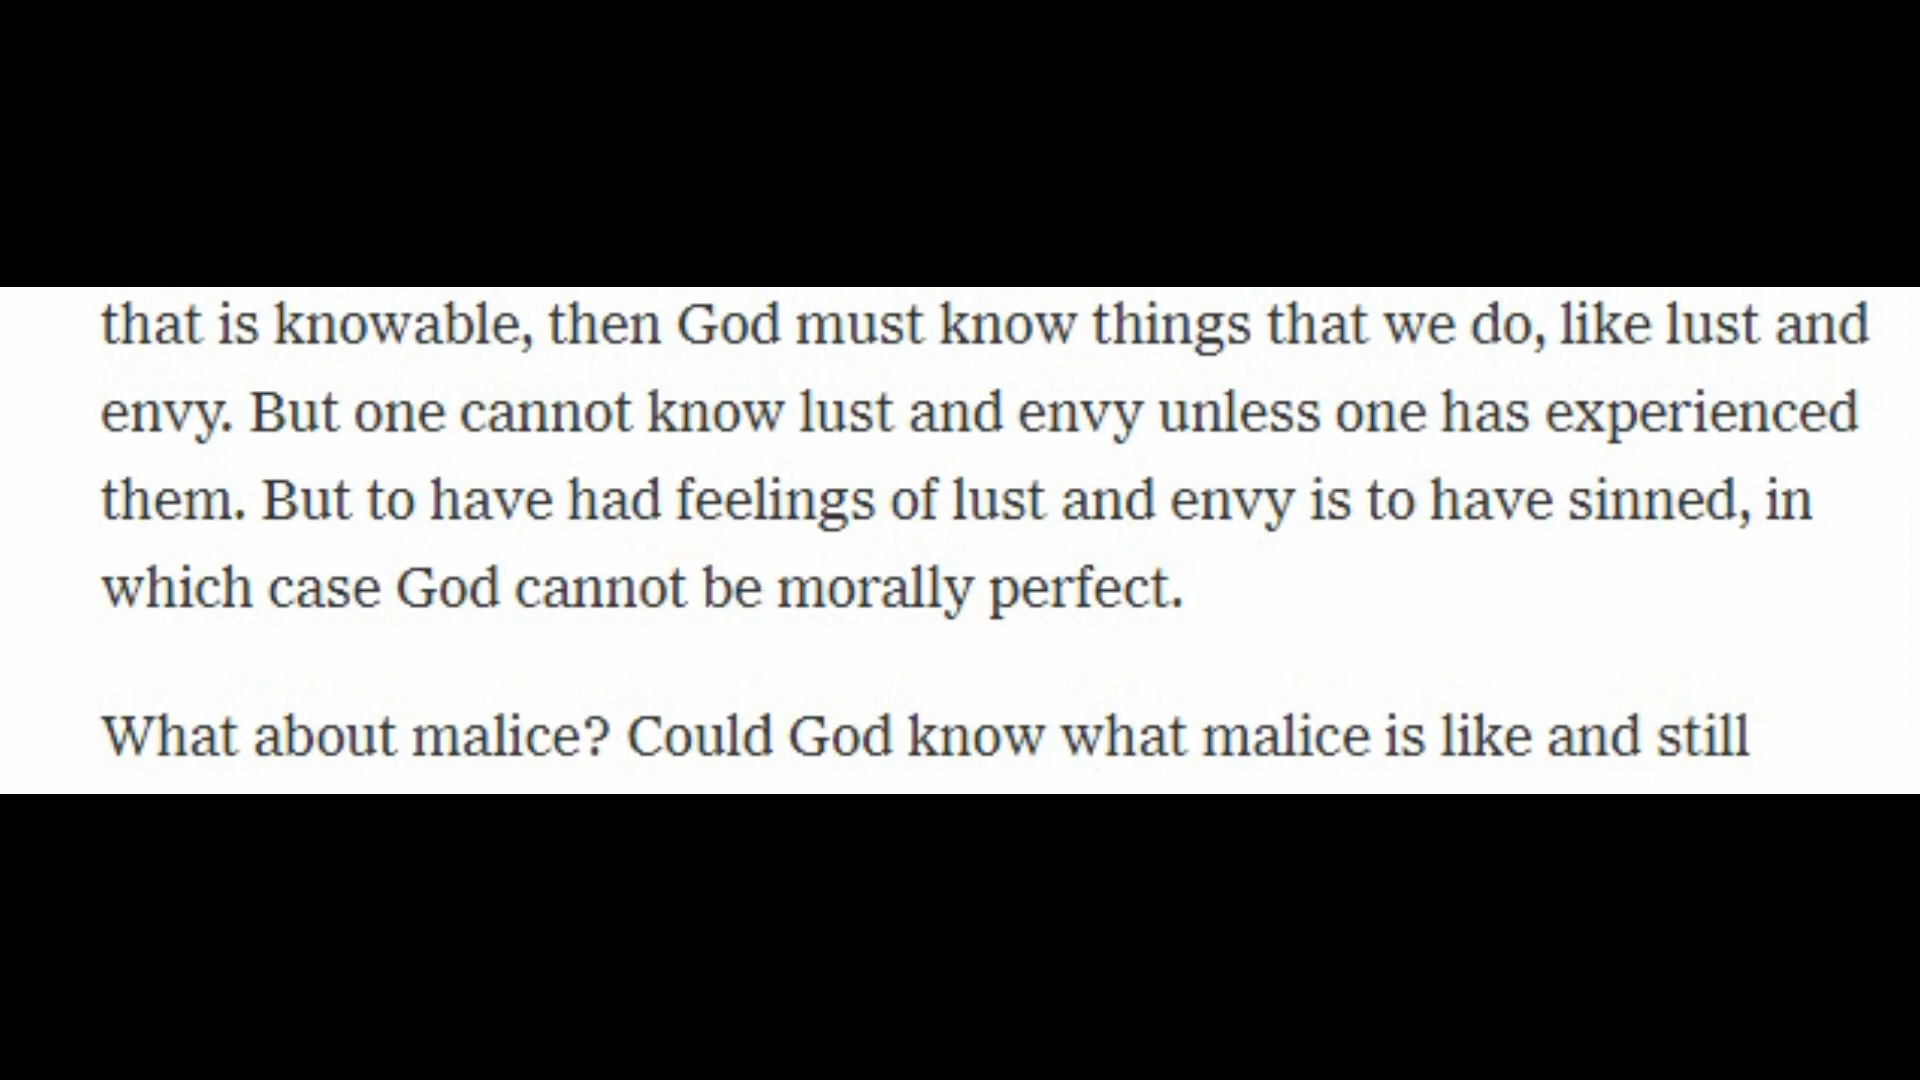 that is knowable, then God must know things that we do, like lust and
envy. But one cannot know lust and envy unless one has experienced
them. But to have had feelings of lust and envy is to have sinned, in
which case God cannot be morally perfect.
What about malice? Could God know what malice is like and still